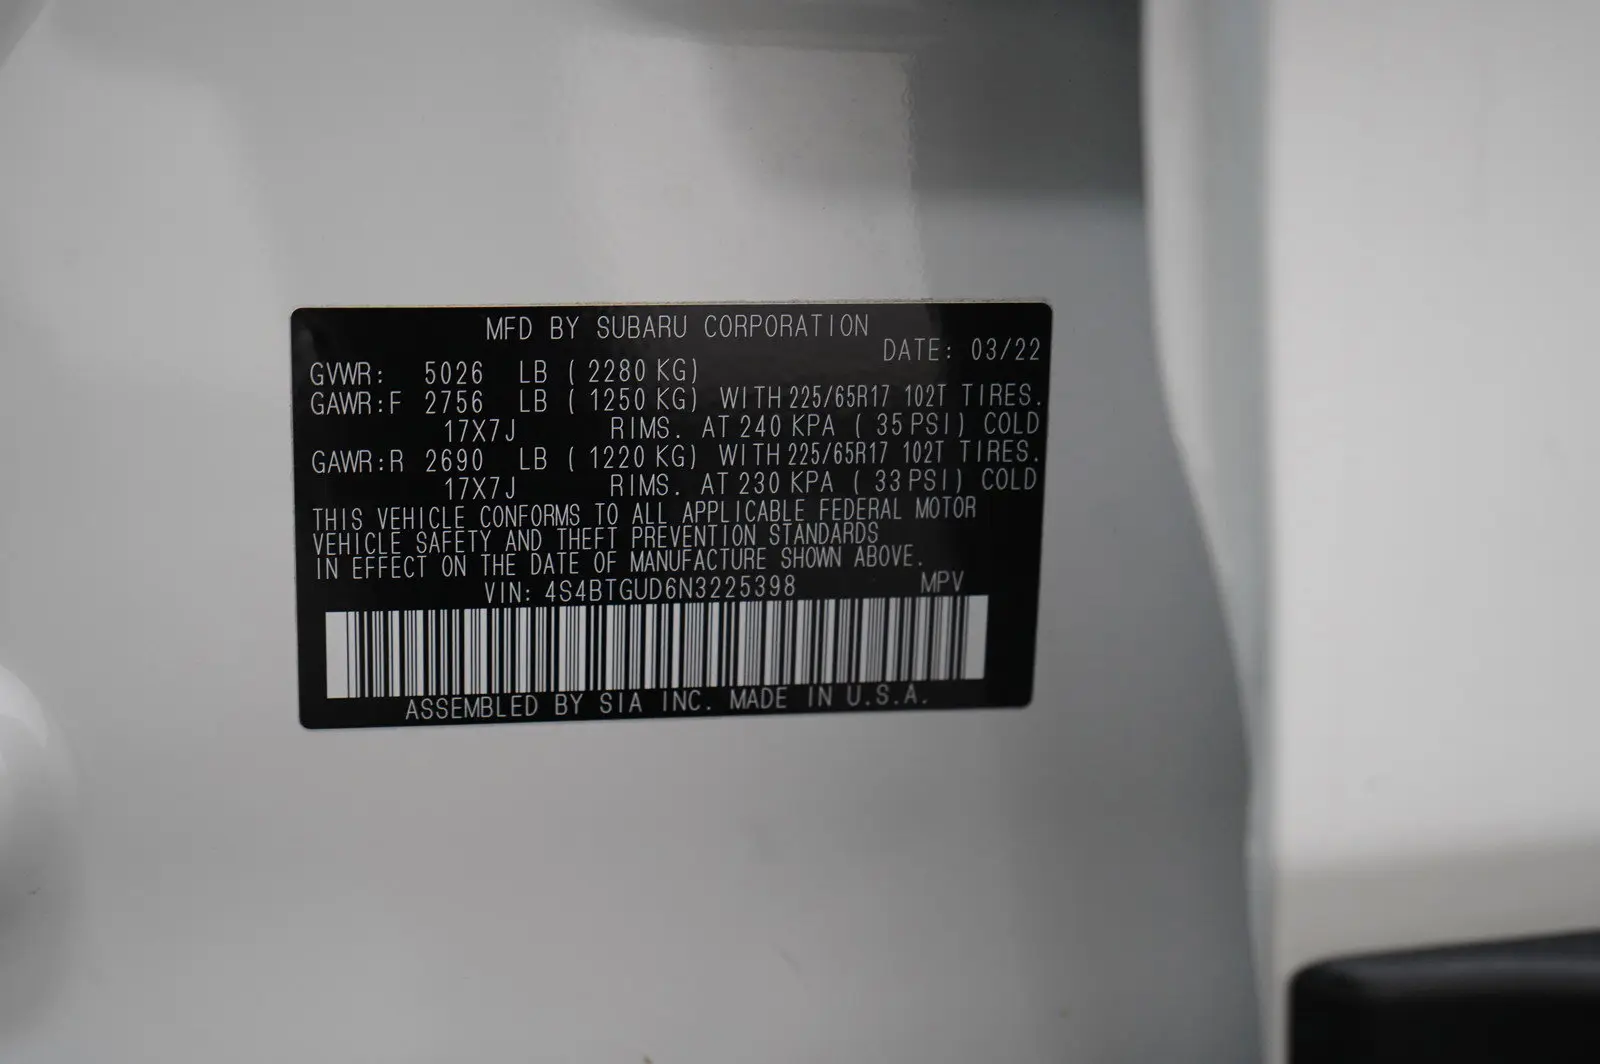 MFD BY SUBARU CORPORATION
DATE: 03/22
GVWR: 5026 LB ( 2280 KG)
GAWR:F 2756 LB ( 1250 KG) WITH 225/65R17 102T TIRES.
17X7J RIMS. AT 240 KPA ( 35 PSI) COLD
GAWR:R 2690 LB ( 1220 KG) WITH 225/65R17 102T TIRES.
17X7J RIMS. AT 230 KPA ( 33 PSI) COLD
THIS VEHICLE CONFORMS TO ALL APPLICABLE FEDERAL MOTOR
VEHICLE SAFETY AND THEFT PREVENTION STANDARDS
IN EFFECT ON THE DATE OF MANUFACTURE SHOWN ABOVE.
VIN: 4S4BTGUD6N3225398 MPV
ASSEMBLED BY SIA INC. MADE IN U.S.A.